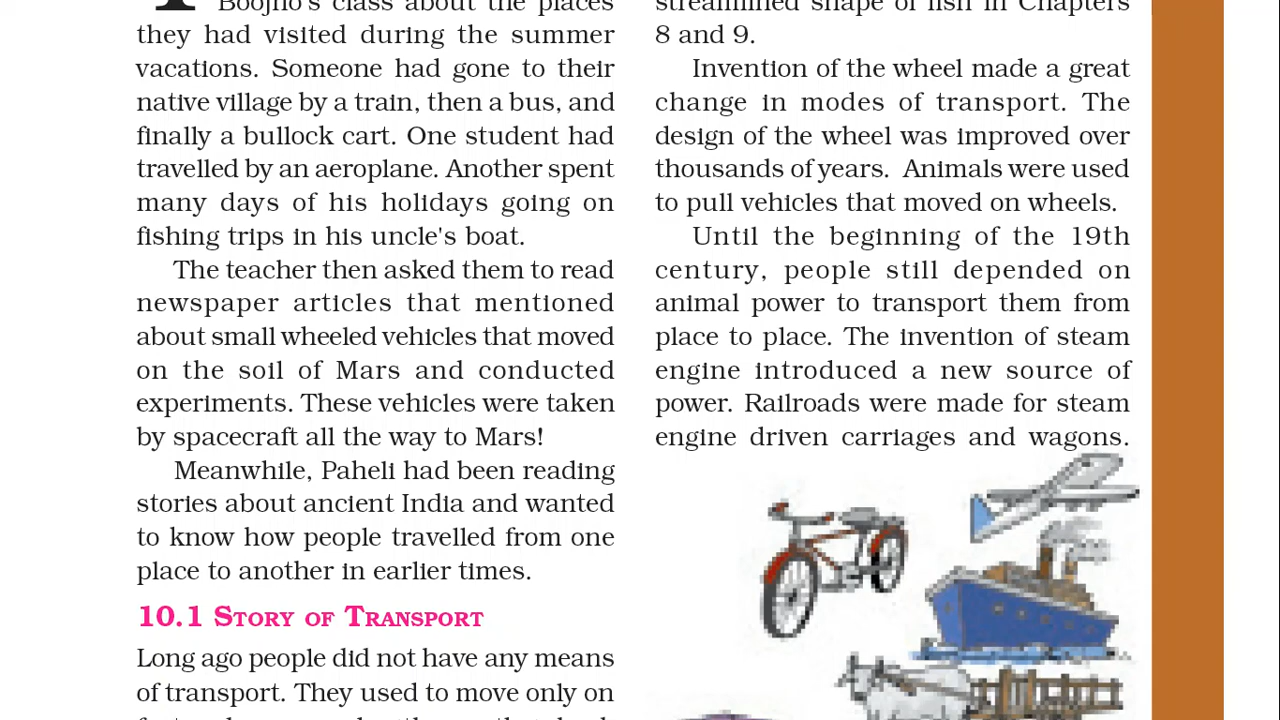 Boojho's class about the places
they had visited during the summer
vacations. Someone had gone to their
native village by a train, then a bus, and
finally a bullock cart. One student had
travelled by an aeroplane. Another spent
many days of his holidays going on
fishing trips in his uncle's boat.
The teacher then asked them to read
newspaper articles that mentioned
about small wheeled vehicles that moved
on the soil of Mars and conducted
experiments. These vehicles were taken
by spacecraft all the way to Mars!
Meanwhile, Paheli had been reading
stories about ancient India and wanted
to know how people travelled from one
place to another in earlier times.
10.1 Story of Transport
Long ago people did not have any means
of transport. They used to move only on
streamlined shape of fish in Chapters
8 and 9.
Invention of the wheel made a great
change in modes of transport. The
design of the wheel was improved over
thousands of years. Animals were used
to pull vehicles that moved on wheels.
Until the beginning of the 19th
century, people still depended on
animal power to transport them from
place to place. The invention of steam
engine introduced a new source of
power. Railroads were made for steam
engine driven carriages and wagons.